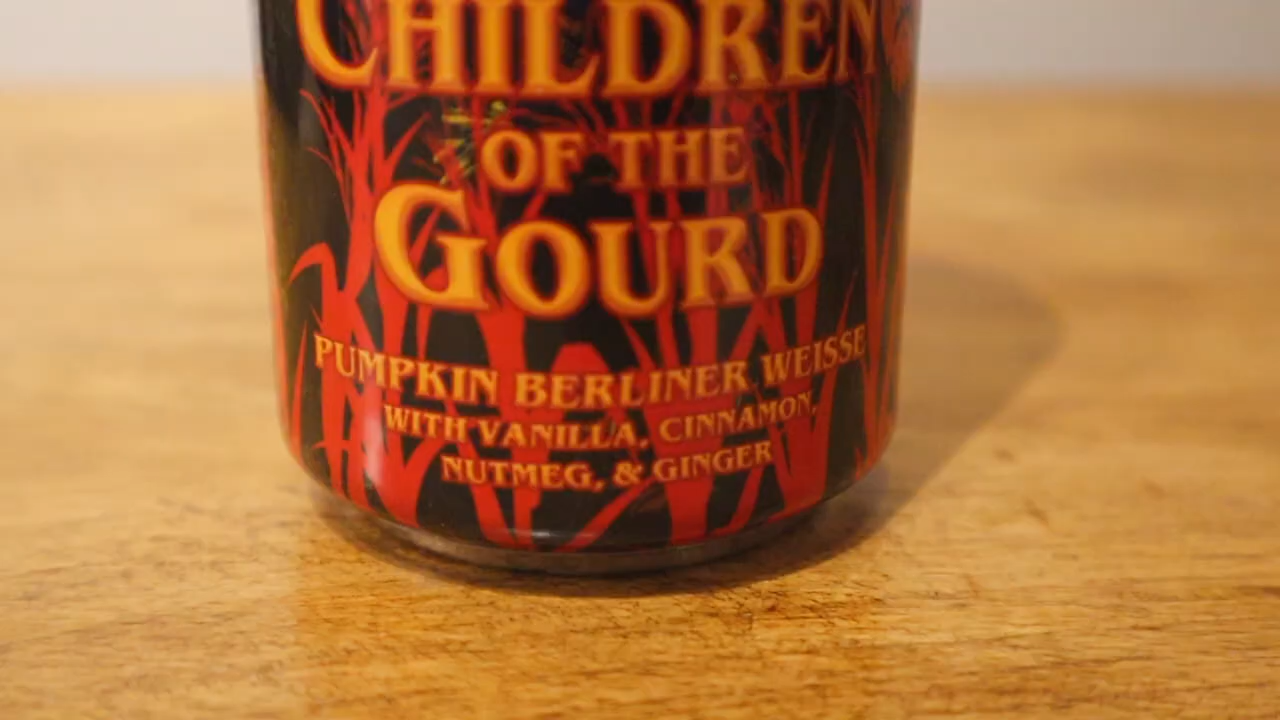 CHILDREN
OF THE
GOURD
PUMPKIN BERLINER WEISSE
WITH VANILLA, CINNAMON,
NUTMEG, & GINGER